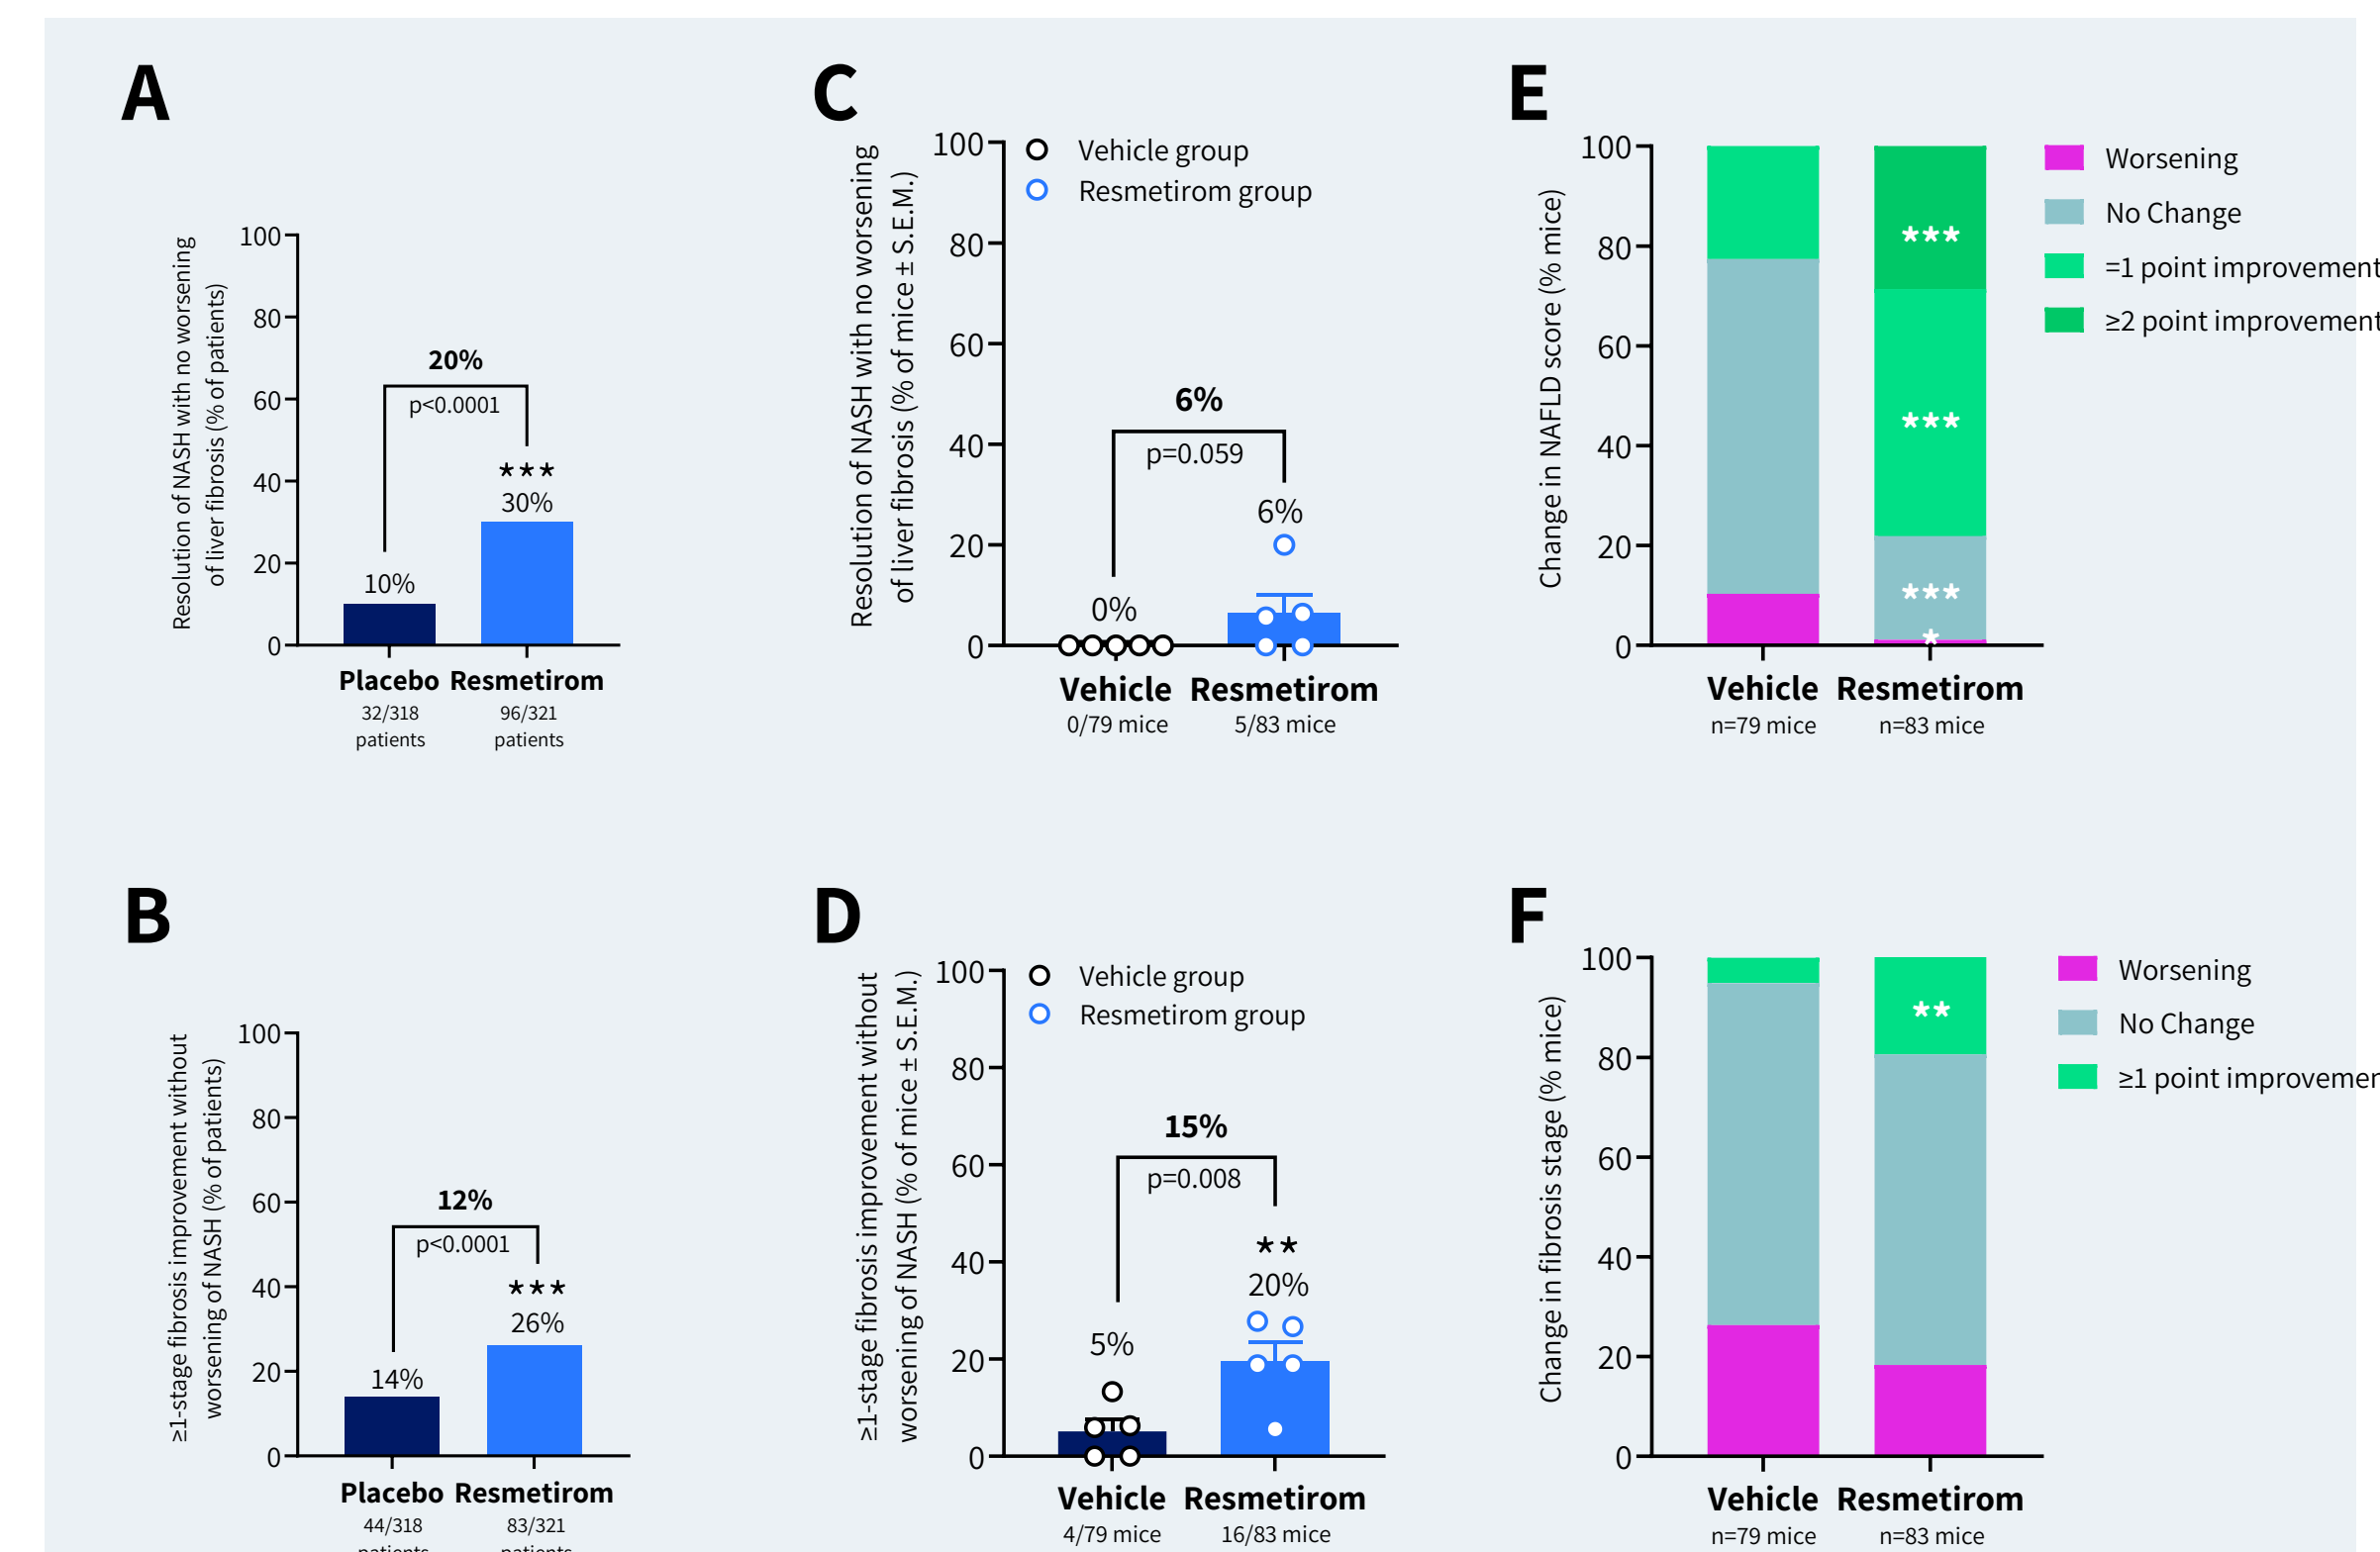 A
Resolution of NASH with no worsening
of liver fibrosis (% of patients)
100
80
60
40
20
0
20%
p<0.0001
***
30%
10%
Placebo Resmetirom
32/318 96/321
patients patients
C
Resolution of NASH with no worsening
of liver fibrosis (% of mice ± S.E.M.)
100
80
60
40
20
0
Vehicle group
Resmetirom group
6%
p=0.059
6%
0%
Vehicle Resmetirom
0/79 mice 5/83 mice
E
Change in NAFLD score (% mice)
100
80
60
40
20
0
***
***
***
*
Vehicle Resmetirom
n=79 mice n=83 mice
Worsening
No Change
=1 point improvement
≥2 point improvement
B
≥1-stage fibrosis improvement without
worsening of NASH (% of patients)
100
80
60
40
20
0
12%
p<0.0001
***
26%
14%
Placebo Resmetirom
44/318 83/321
patients patients
D
≥1-stage fibrosis improvement without
worsening of NASH (% of mice ± S.E.M.)
100
80
60
40
20
0
Vehicle group
Resmetirom group
15%
p=0.008
**
20%
5%
Vehicle Resmetirom
4/79 mice 16/83 mice
F
Change in fibrosis stage (% mice)
100
80
60
40
20
0
**
Vehicle Resmetirom
n=79 mice n=83 mice
Worsening
No Change
≥1 point improvemen